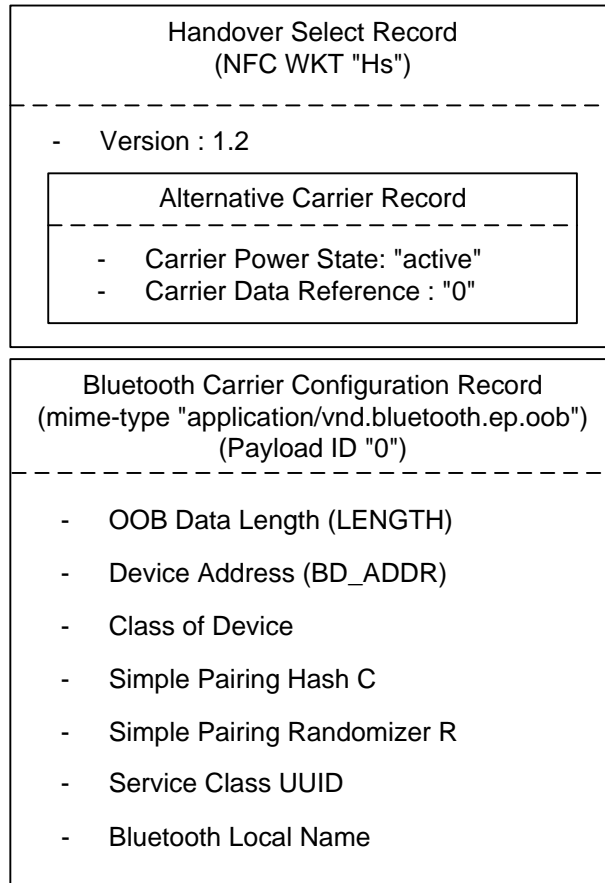 Handover Select Record
(NFC WKT "Hs")
- Version : 1.2
Alternative Carrier Record
- Carrier Power State: "active"
- Carrier Data Reference : "0"
Bluetooth Carrier Configuration Record
(mime-type "application/vnd.bluetooth.ep.oob")
(Payload ID "0")
- OOB Data Length (LENGTH)
- Device Address (BD_ADDR)
- Class of Device
- Simple Pairing Hash C
- Simple Pairing Randomizer R
- Service Class UUID
- Bluetooth Local Name